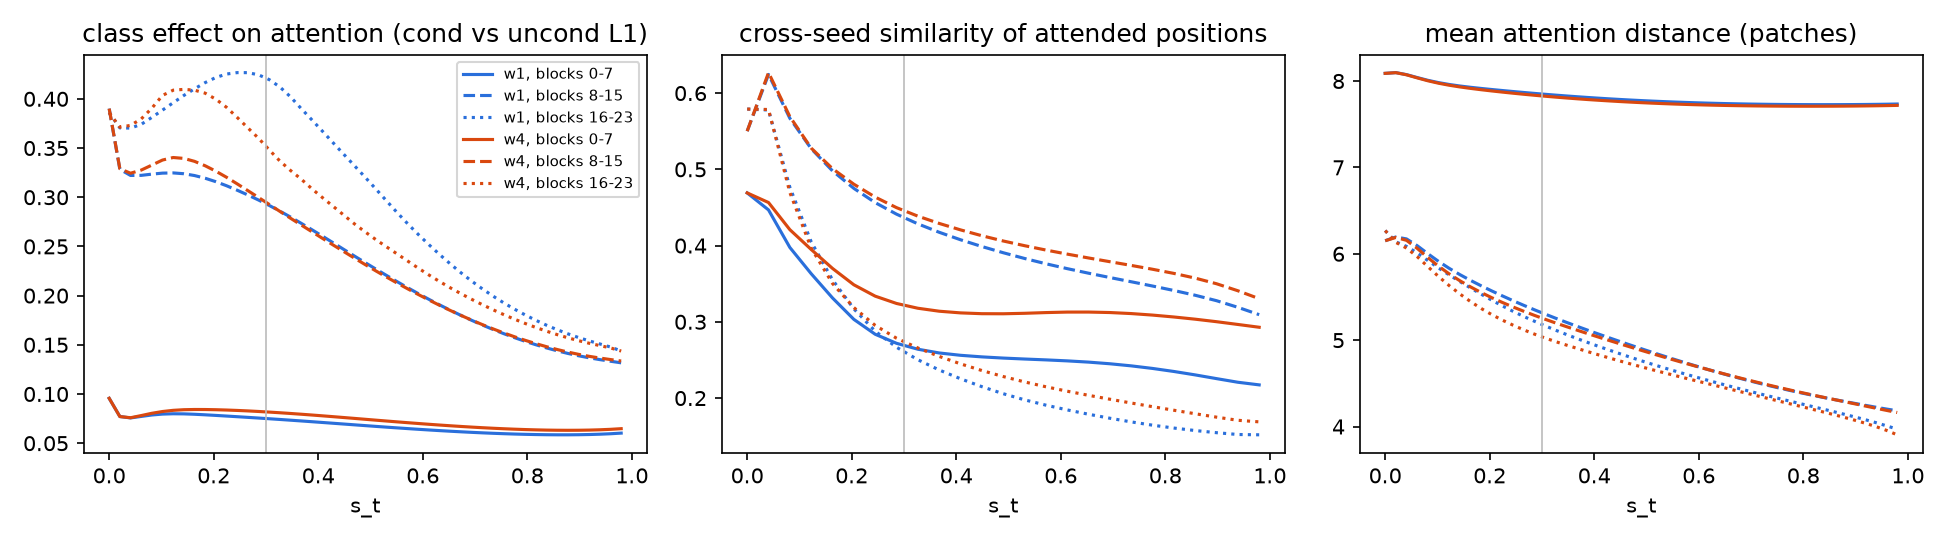 class effect on attention (cond vs uncond L1)
0.40
0.35
0.30
0.25
0.20
0.15
0.10
0.05
0.0 0.2 0.4 0.6 0.8 1.0
s_t
w1, blocks 0-7
w1, blocks 8-15
w1, blocks 16-23
w4, blocks 0-7
w4, blocks 8-15
w4, blocks 16-23
cross-seed similarity of attended positions
0.6
0.5
0.4
0.3
0.2
0.0 0.2 0.4 0.6 0.8 1.0
s_t
mean attention distance (patches)
8
7
6
5
4
0.0 0.2 0.4 0.6 0.8 1.0
s_t